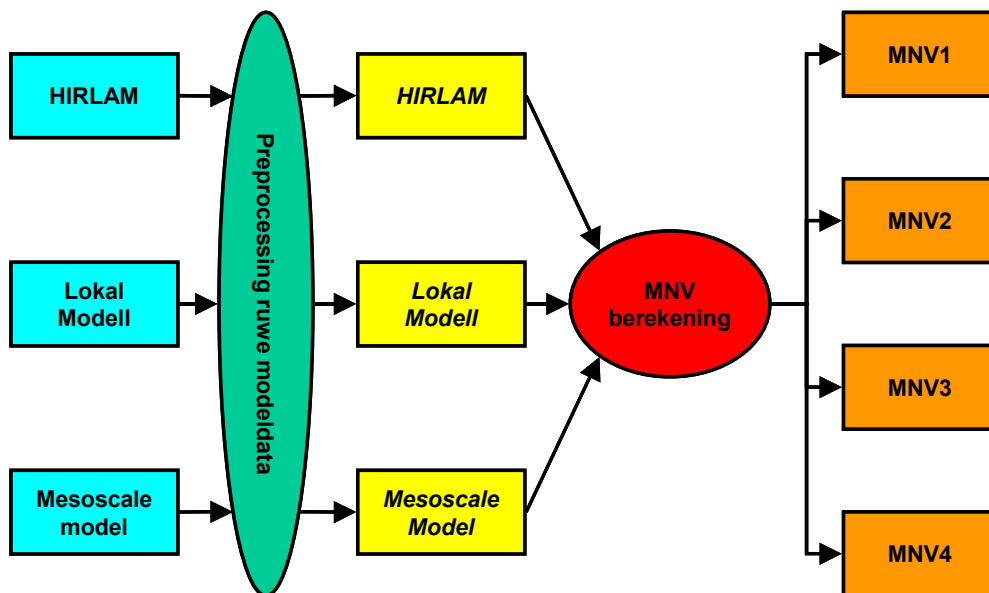 HIRLAM
Lokal
Modell
Mesoscale
model
Preprocessing ruwe modeldata
HIRLAM
Lokal
Modell
Mesoscale
Model
MNV
berekening
MNV1
MNV2
MNV3
MNV4